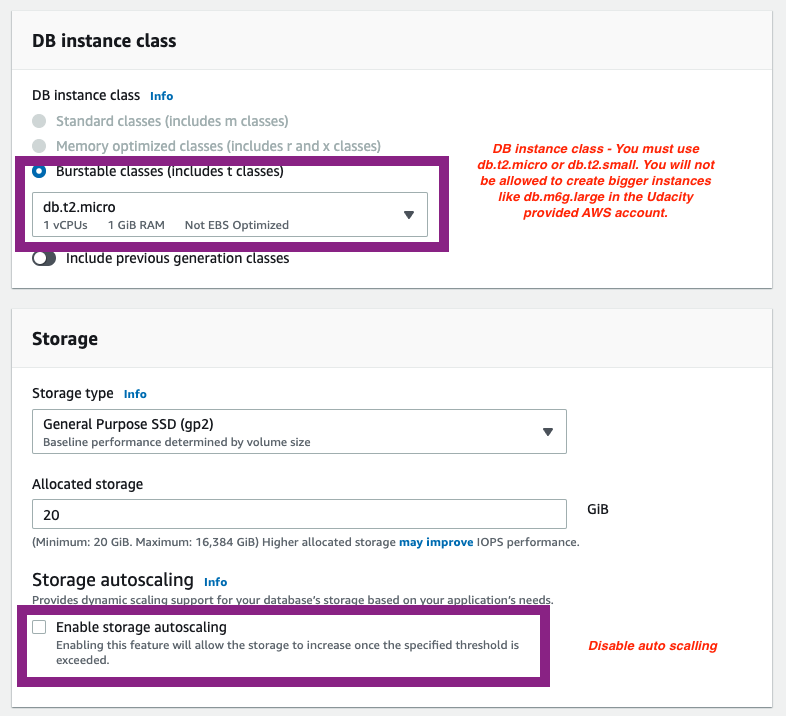 DB instance class
DB instance class Info
Standard classes (includes m classes)
Memory optimized classes (includes r and x classes)
Burstable classes (includes t classes)
db.t2.micro
1 vCPUs 1 GiB RAM Not EBS Optimized
Include previous generation classes
DB instance class - You must use
db.t2.micro or db.t2.small. You will not
be allowed to create bigger instances
like db.m6g.large in the Udacity
provided AWS account.
Storage
Storage type Info
General Purpose SSD (gp2)
Baseline performance determined by volume size
Allocated storage
20
GiB
(Minimum: 20 GiB. Maximum: 16,384 GiB) Higher allocated storage may improve IOPS performance.
Storage autoscaling Info
Provides dynamic scaling support for your database's storage based on your application's needs.
Enable storage autoscaling
Enabling this feature will allow the storage to increase once the specified threshold is
exceeded.
Disable auto scalling